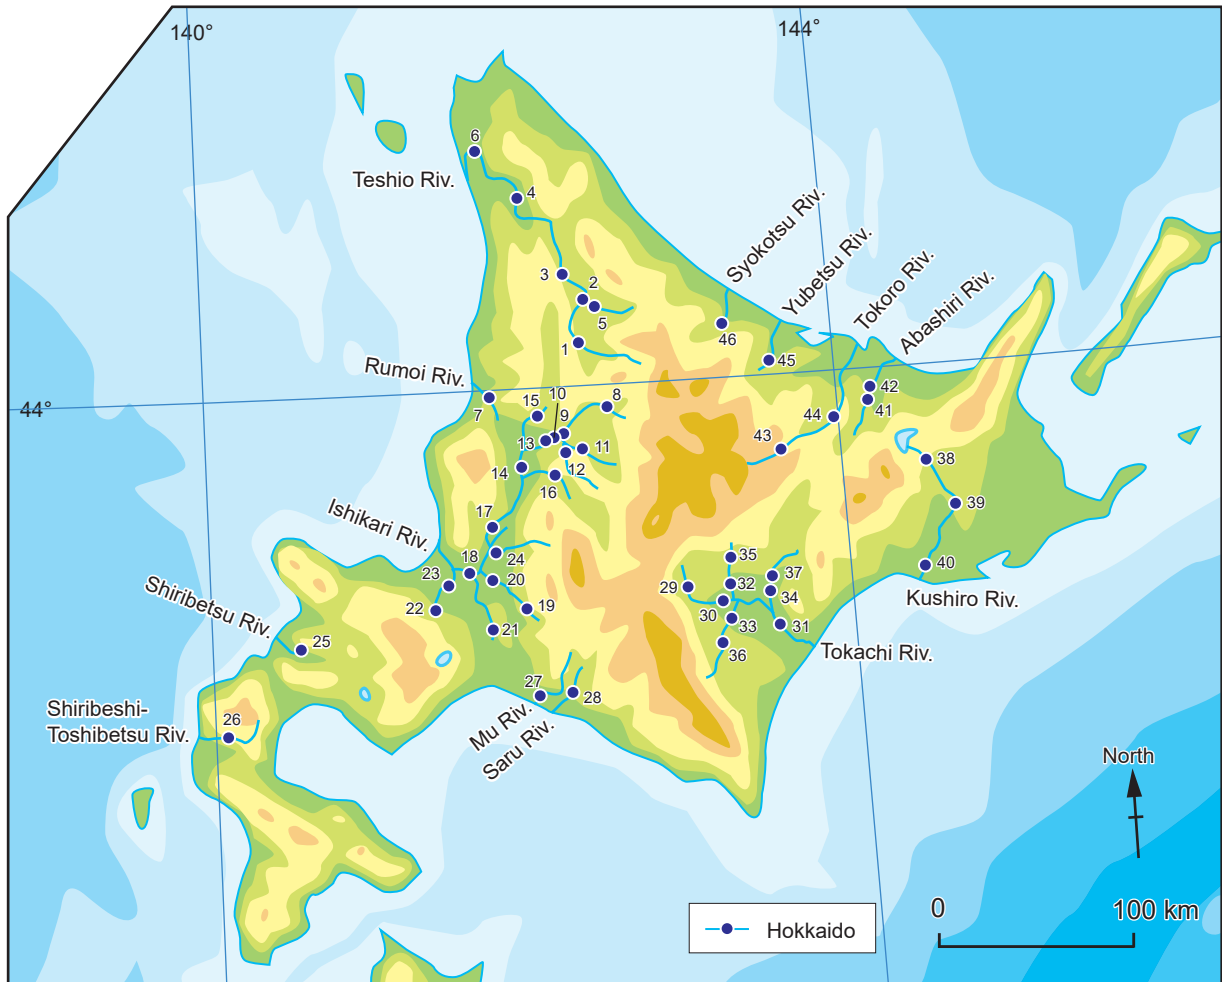 140°
144°
6
Teshio Riv.
4
Syokotsu Riv.
Yubetsu Riv.
Tokoro Riv.
Abashiri Riv.
3
2
5
46
1
45
Rumoi Riv.
44°
7
10
15
9
8
42
41
44
13
11
43
14
12
16
38
39
Ishikari Riv.
17
18
24
35
40
23
20
29
32
37
34
Shiribetsu Riv.
22
19
30
33
31
Kushiro Riv.
21
25
36
Tokachi Riv.
27
28
Shiribeshi-
Toshibetsu Riv.
26
Mu Riv.
Saru Riv.
North
Hokkaido
0
100 km